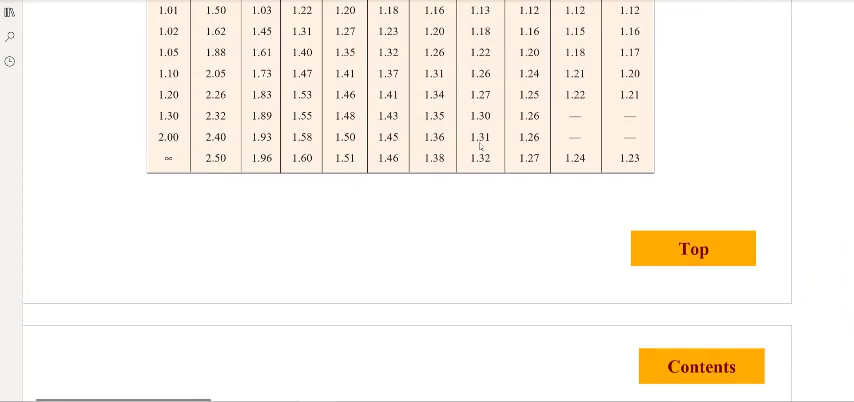 1.01 1.50 1.03 1.22 1.20 1.18 1.16 1.13 1.12 1.12 1.12
1.02 1.62 1.45 1.31 1.27 1.23 1.20 1.18 1.16 1.15 1.16
1.05 1.88 1.61 1.40 1.35 1.32 1.26 1.22 1.20 1.18 1.17
1.10 2.05 1.73 1.47 1.41 1.37 1.31 1.26 1.24 1.21 1.20
1.20 2.26 1.83 1.53 1.46 1.41 1.34 1.27 1.25 1.22 1.21
1.30 2.32 1.89 1.55 1.48 1.43 1.35 1.30 1.26 — —
2.00 2.40 1.93 1.58 1.50 1.45 1.36 1.31 1.26 — —
∞ 2.50 1.96 1.60 1.51 1.46 1.38 1.32 1.27 1.24 1.23
Top
Contents